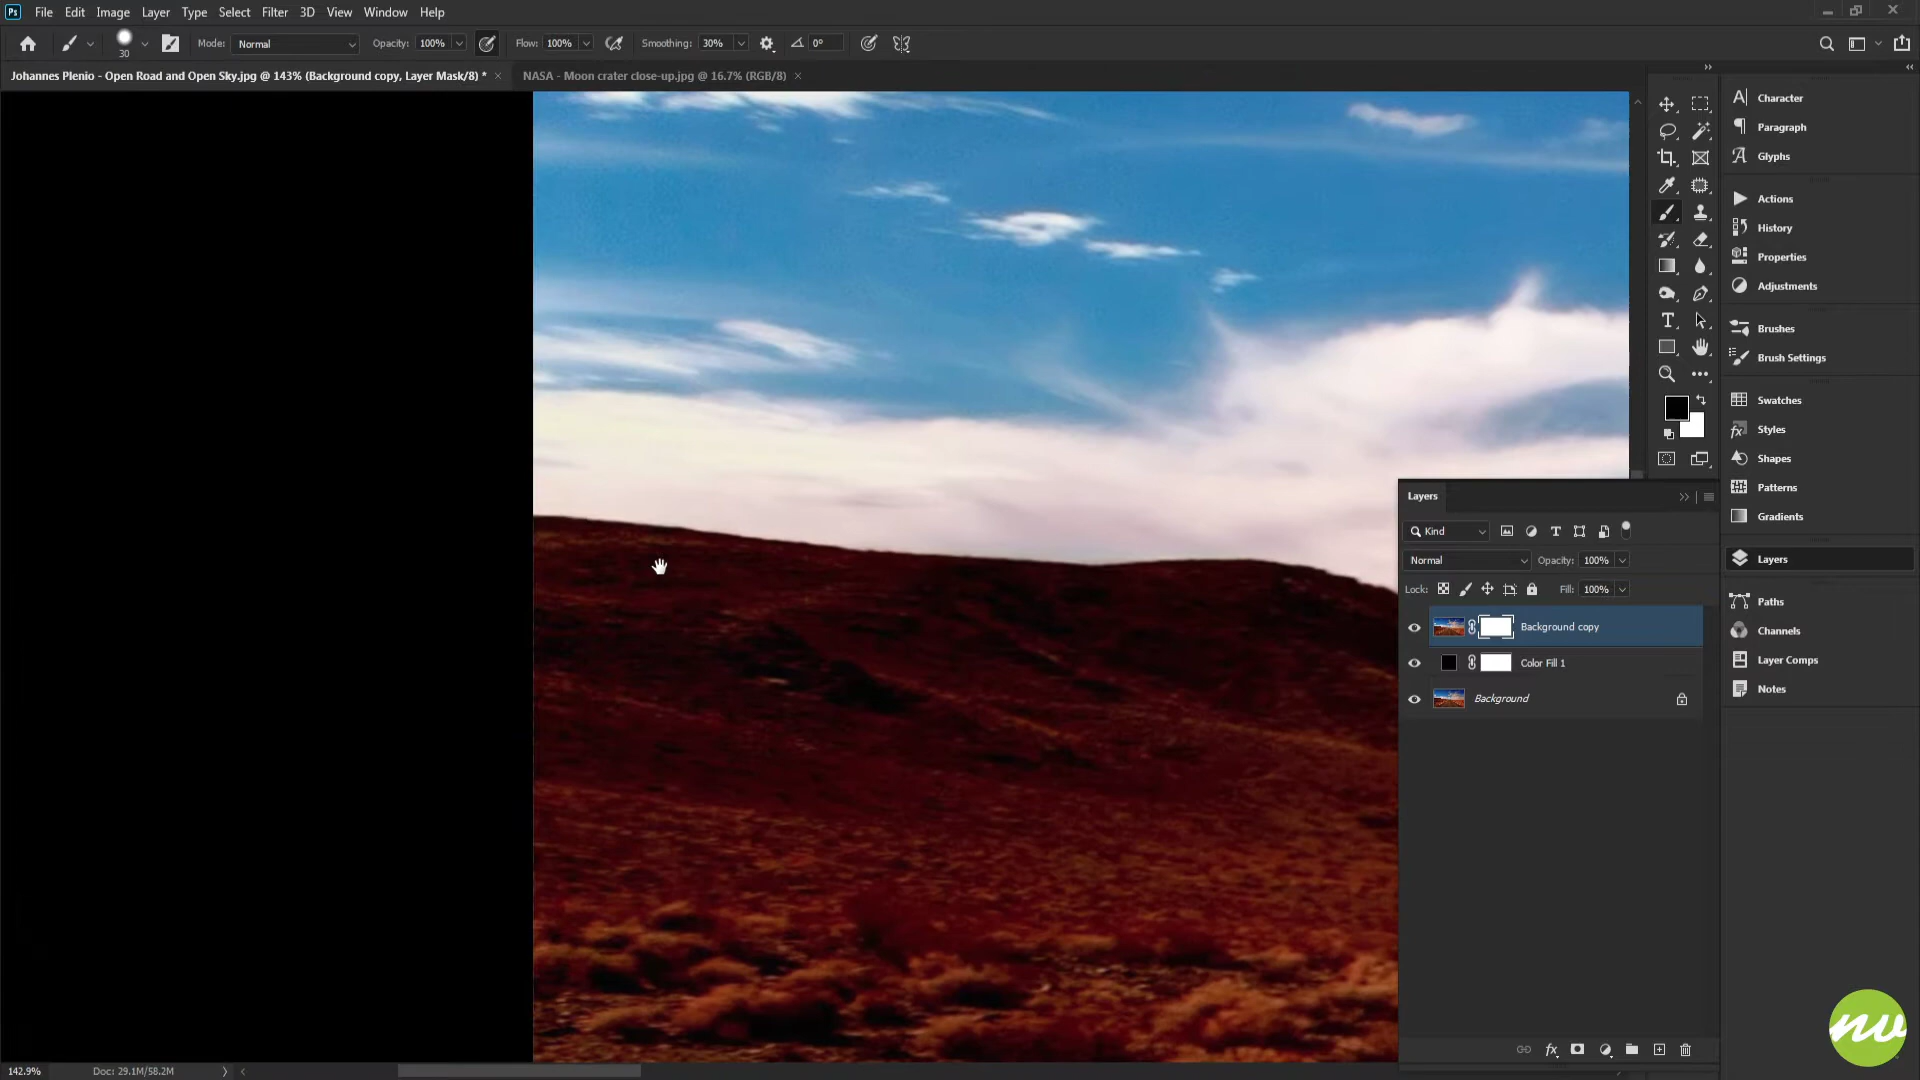 Ps File Edit Image Layer Type Select Filter 3D View Window Help
30 Mode: Normal Opacity: 100% Flow: 100% Smoothing: 30% 0°
Johannes Plenio - Open Road and Open Sky.jpg @ 143% (Background copy, Layer Mask/8) * × NASA - Moon crater close-up.jpg @ 16.7% (RGB/8) ×
Character
Paragraph
Glyphs
Actions
History
Properties
Adjustments
Brushes
Brush Settings
Swatches
Styles
Shapes
Patterns
Gradients
Layers
Paths
Channels
Layer Comps
Notes
Layers
Kind
Normal Opacity: 100%
Lock: Fill: 100%
Background copy
Color Fill 1
Background
fx
nv
142.9% Doc: 29.1M/58.2M